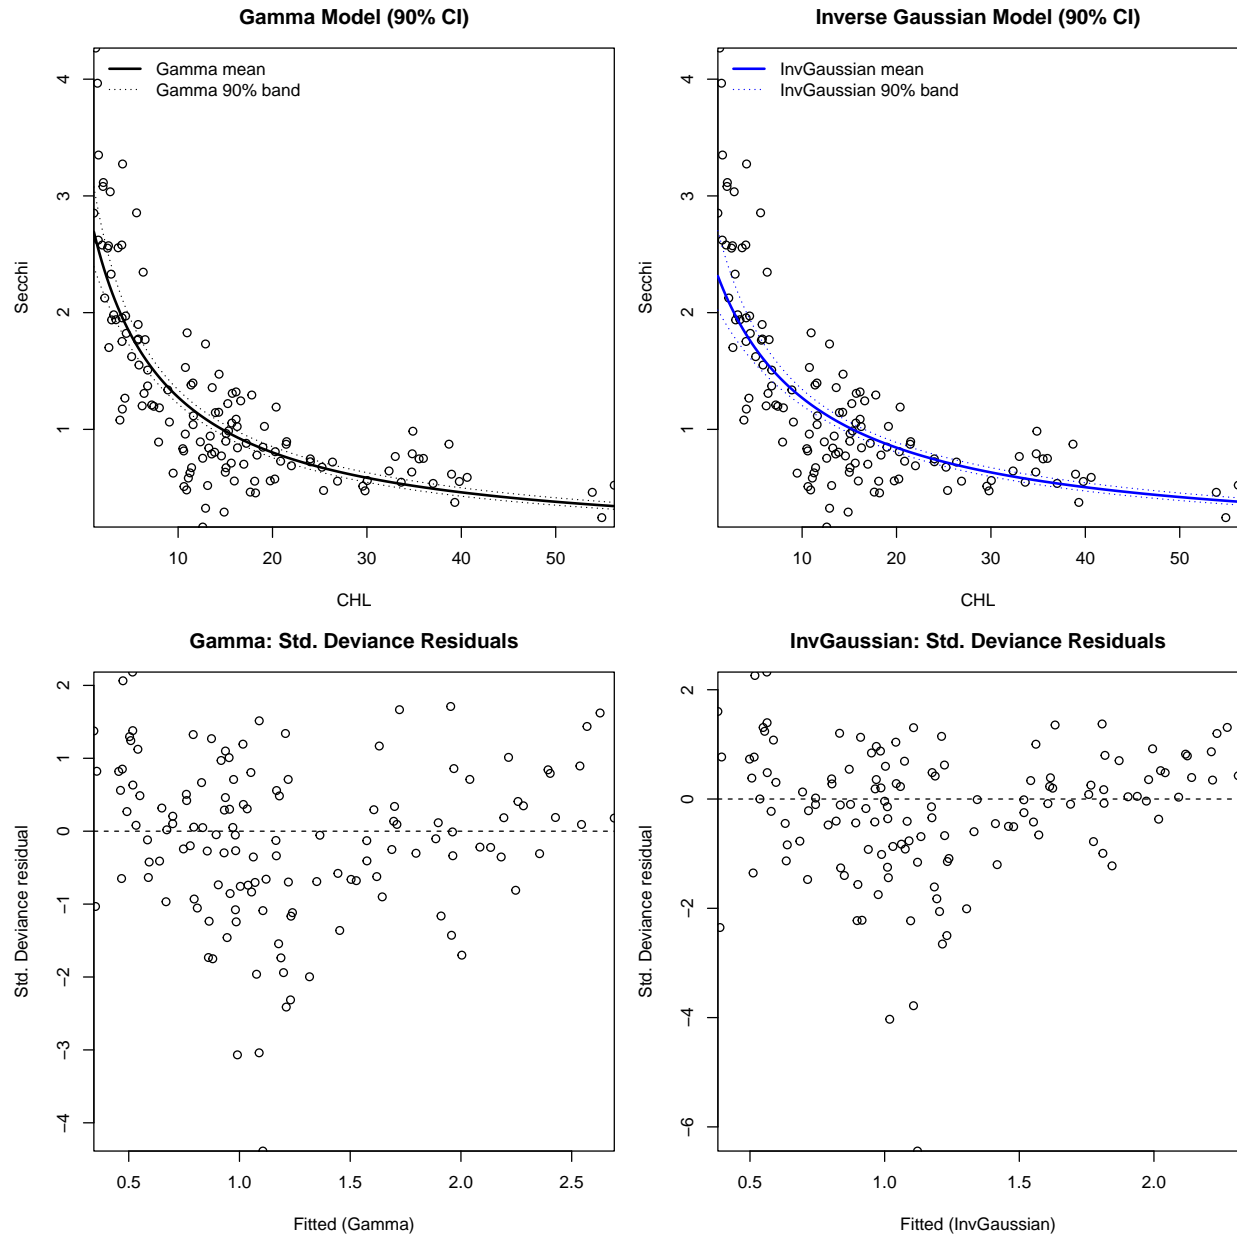 Gamma Model (90% CI)
Gamma mean
Gamma 90% band
4
3
2
1
Secchi
10 20 30 40 50
CHL
Inverse Gaussian Model (90% CI)
InvGaussian mean
InvGaussian 90% band
4
3
2
1
Secchi
10 20 30 40 50
CHL
Gamma: Std. Deviance Residuals
2
1
0
−1
−2
−3
−4
Std. Deviance residual
0.5 1.0 1.5 2.0 2.5
Fitted (Gamma)
InvGaussian: Std. Deviance Residuals
2
0
−2
−4
−6
Std. Deviance residual
0.5 1.0 1.5 2.0
Fitted (InvGaussian)